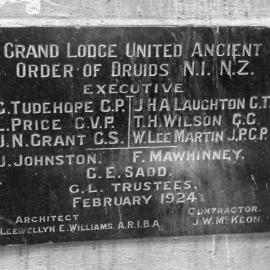 GRAND LODGE UNITED ANCIENT
ORDER OF DRUIDS N.I. N.Z.
EXECUTIVE
G. TUDEHOPE G.P. J.H.A. LAUGHTON G.T.
L. PRICE G.V.P. T.H. WILSON G.G.
J.N. GRANT G.S. W. LEE MARTIN J.P. G.P.
J. JOHNSTON. F. MAWHINNEY.
G. E. SADD.
G.L. TRUSTEES.
FEBRUARY 1924
ARCHITECT CONTRACTOR.
LLEWELLYN E. WILLIAMS. A.R.I.B.A. J.W. MCKEON.